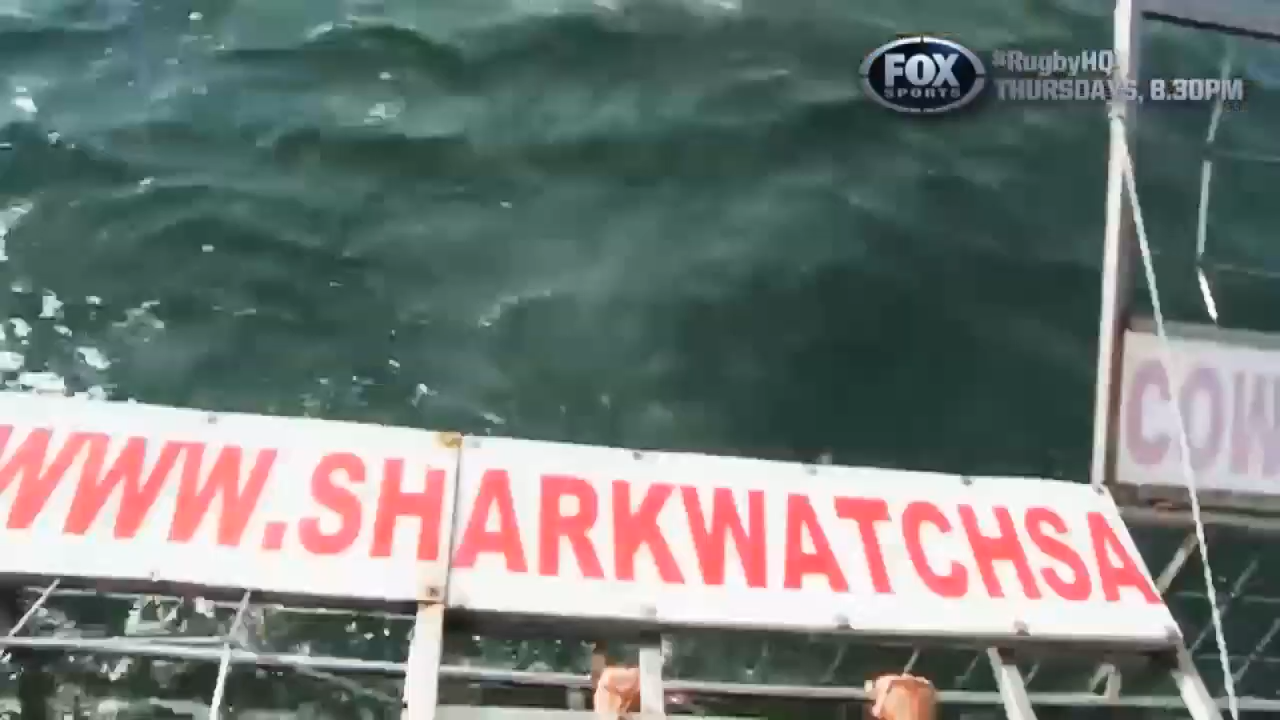 FOX
SPORTS
#RugbyHQ
THURSDAYS, 8.30PM
WWW.SHARKWATCHSA
COW